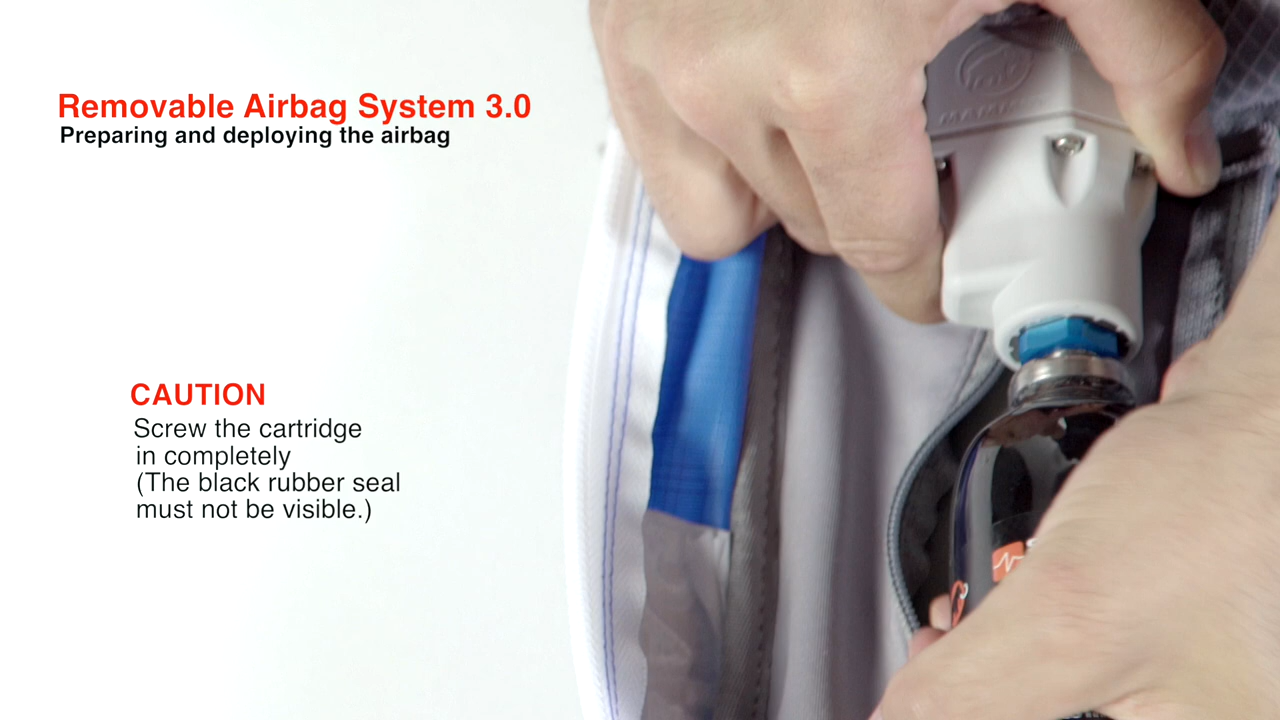 Removable Airbag System 3.0
Preparing and deploying the airbag
CAUTION
Screw the cartridge
in completely
(The black rubber seal
must not be visible.)